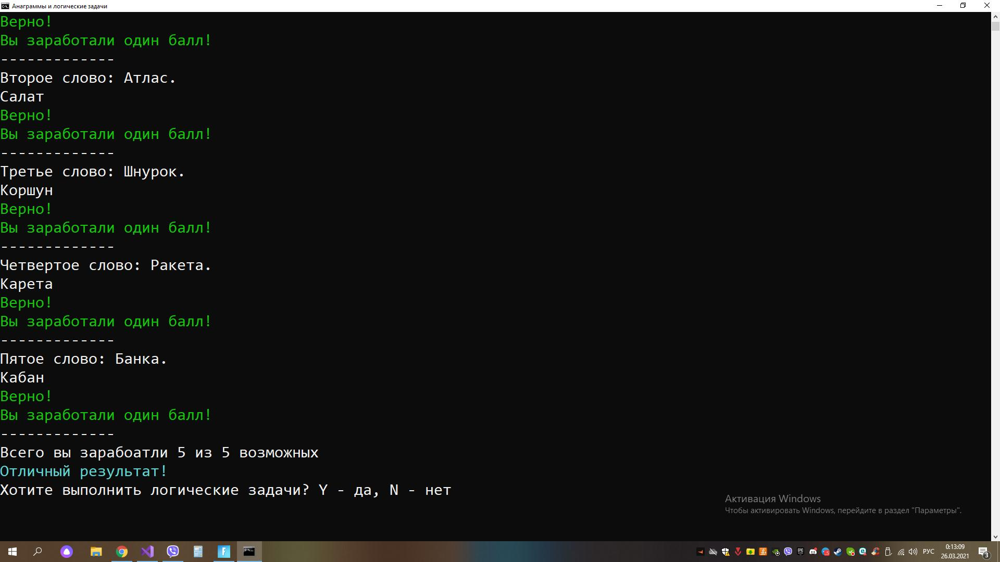 Анаграммы и логические задачи
Верно!
Вы заработали один балл!
-------------
Второе слово: Атлас.
Салат
Верно!
Вы заработали один балл!
-------------
Третье слово: Шнурок.
Коршун
Верно!
Вы заработали один балл!
-------------
Четвертое слово: Ракета.
Карета
Верно!
Вы заработали один балл!
-------------
Пятое слово: Банка.
Кабан
Верно!
Вы заработали один балл!
-------------
Всего вы зарабоатли 5 из 5 возможных
Отличный результат!
Хотите выполнить логические задачи? Y - да, N - нет
Активация Windows
Чтобы активировать Windows, перейдите в раздел "Параметры".
РУС
0:13:09
26.03.2021
3